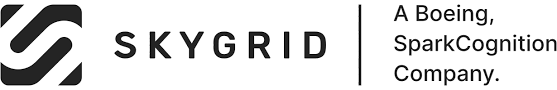 SKYGRID
A Boeing,
SparkCognition
Company.